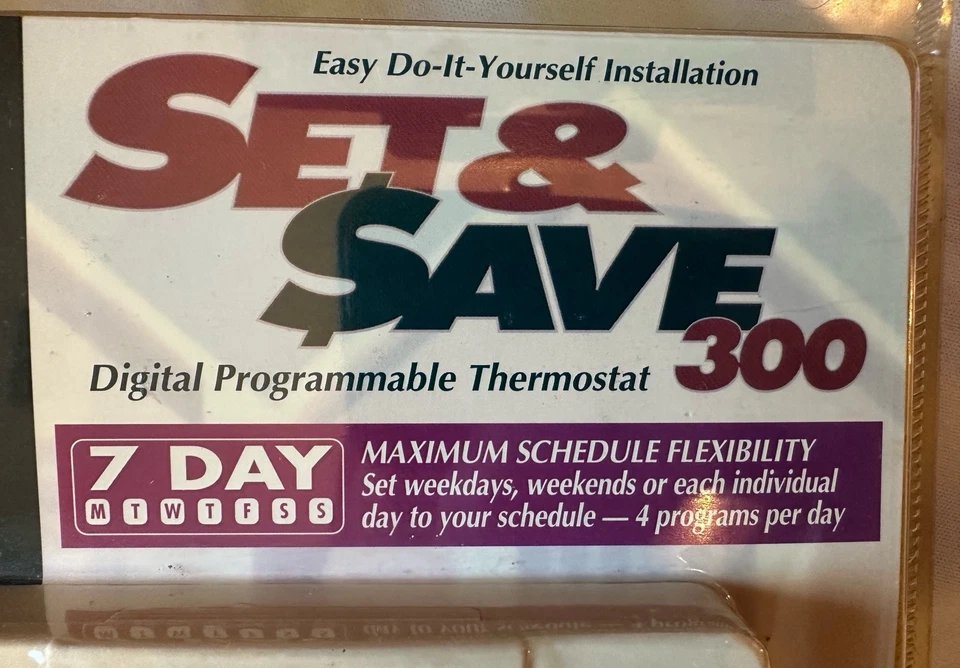 Easy Do-It-Yourself Installation
SET &
$AVE
300
Digital Programmable Thermostat
7 DAY
M T W T F S S
MAXIMUM SCHEDULE FLEXIBILITY
Set weekdays, weekends or each individual
day to your schedule — 4 programs per day